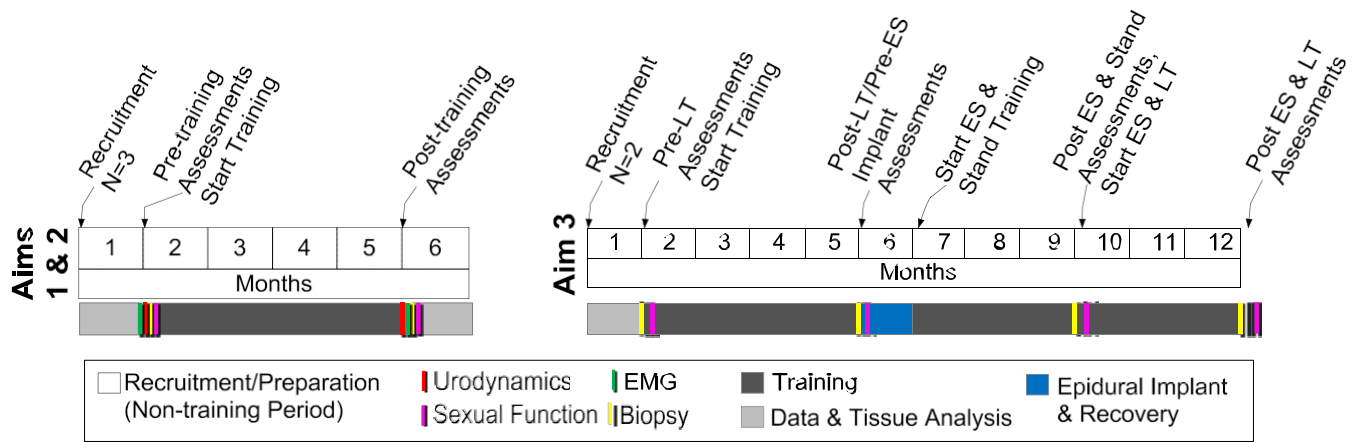 Recruitment
N=3
Pre-training
Assessments
Start Training
Post-training
Assessments
Aims
1 & 2
1 2 3 4 5 6
Months
Recruitment
N=2
Pre-LT
Assessments
Start Training
Post-LT/Pre-ES
Implant
Assessments
Start ES &
Stand Training
Post ES & Stand
Assessments,
Start ES & LT
Post ES & LT
Assessments
Aim 3
1 2 3 4 5 6 7 8 9 10 11 12
Months
Recruitment/Preparation
(Non-training Period)
Urodynamics
Sexual Function
EMG
Biopsy
Training
Data & Tissue Analysis
Epidural Implant
& Recovery